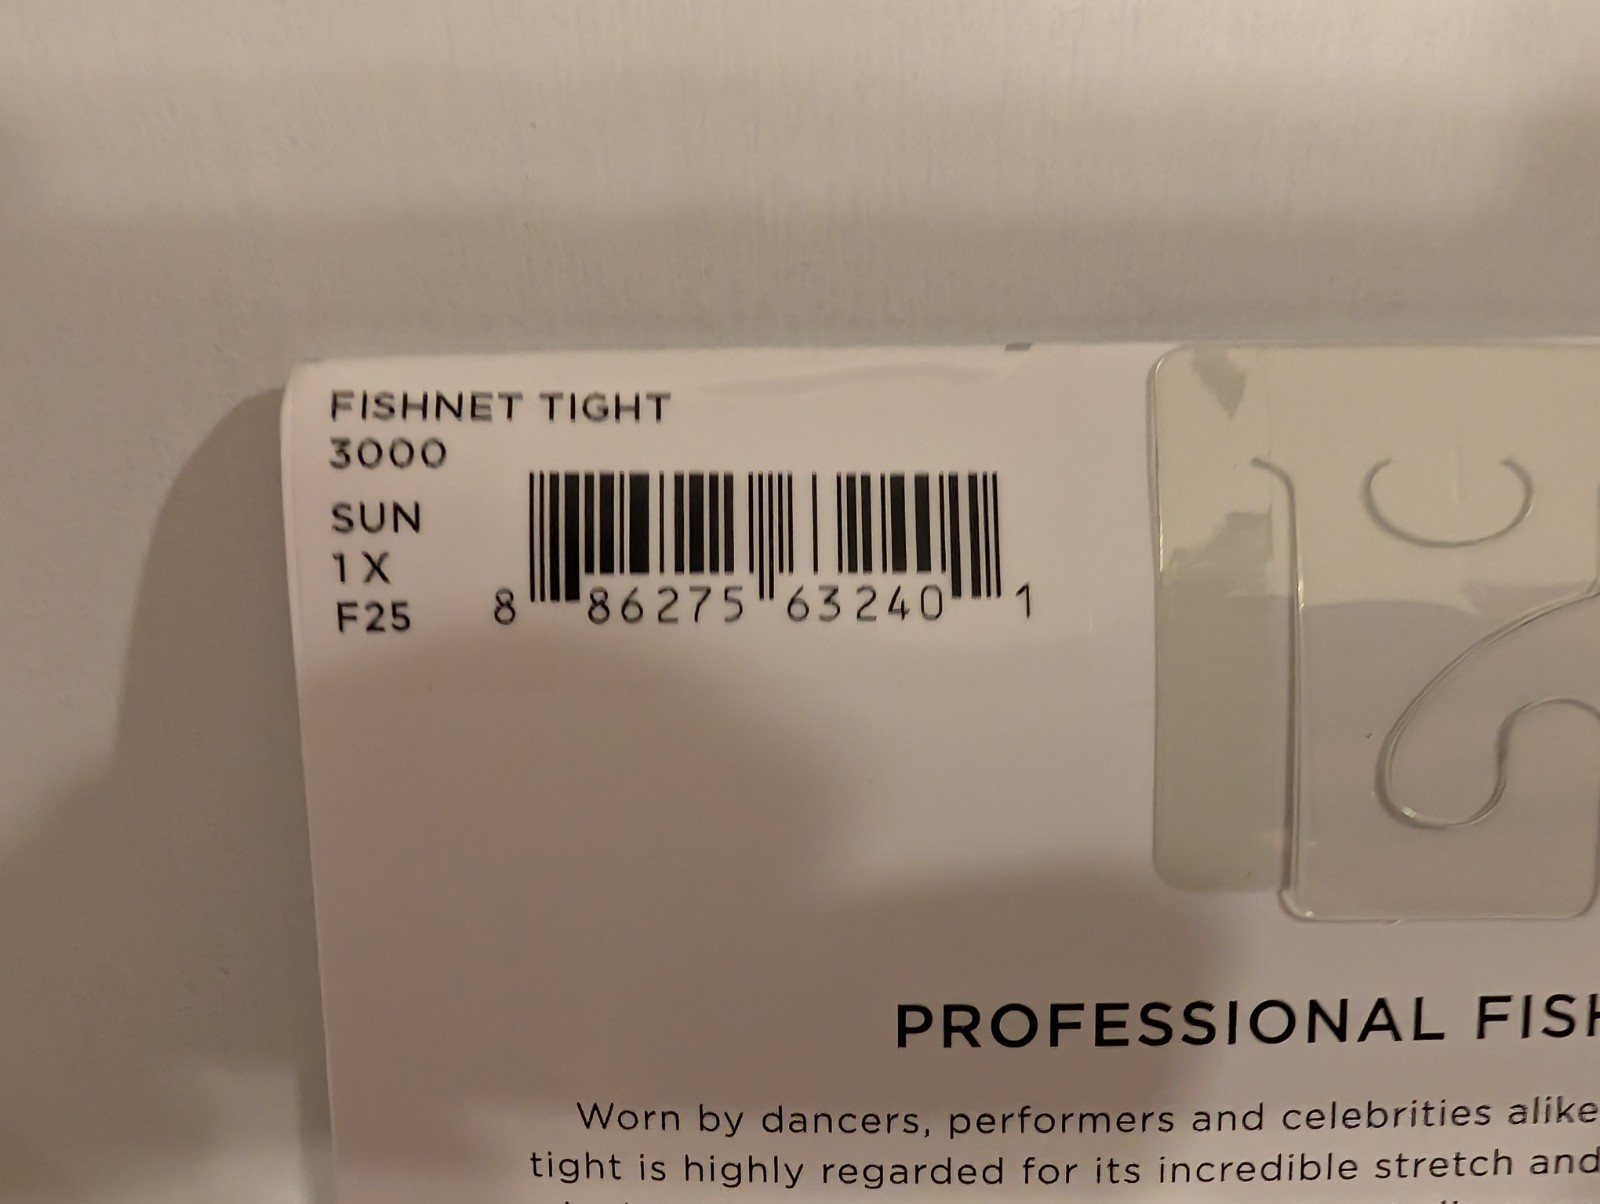 FISHNET TIGHT
3000
SUN
1X
F25
8 86275 63240 1
PROFESSIONAL
Worn by dancers, performers and celebrities alike
tight is highly regarded for its incredible stretch and